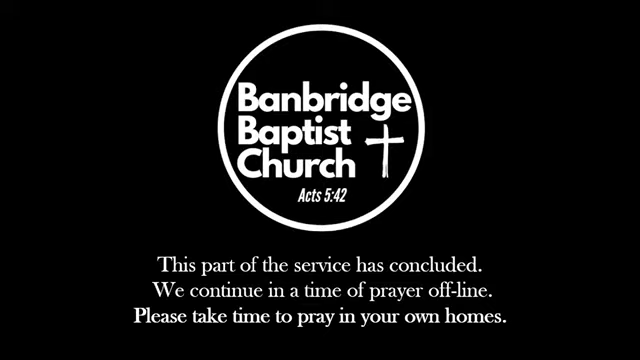 Banbridge
Baptist
Church
Acts 5:42
This part of the service has concluded.
We continue in a time of prayer off-line.
Please take time to pray in your own homes.